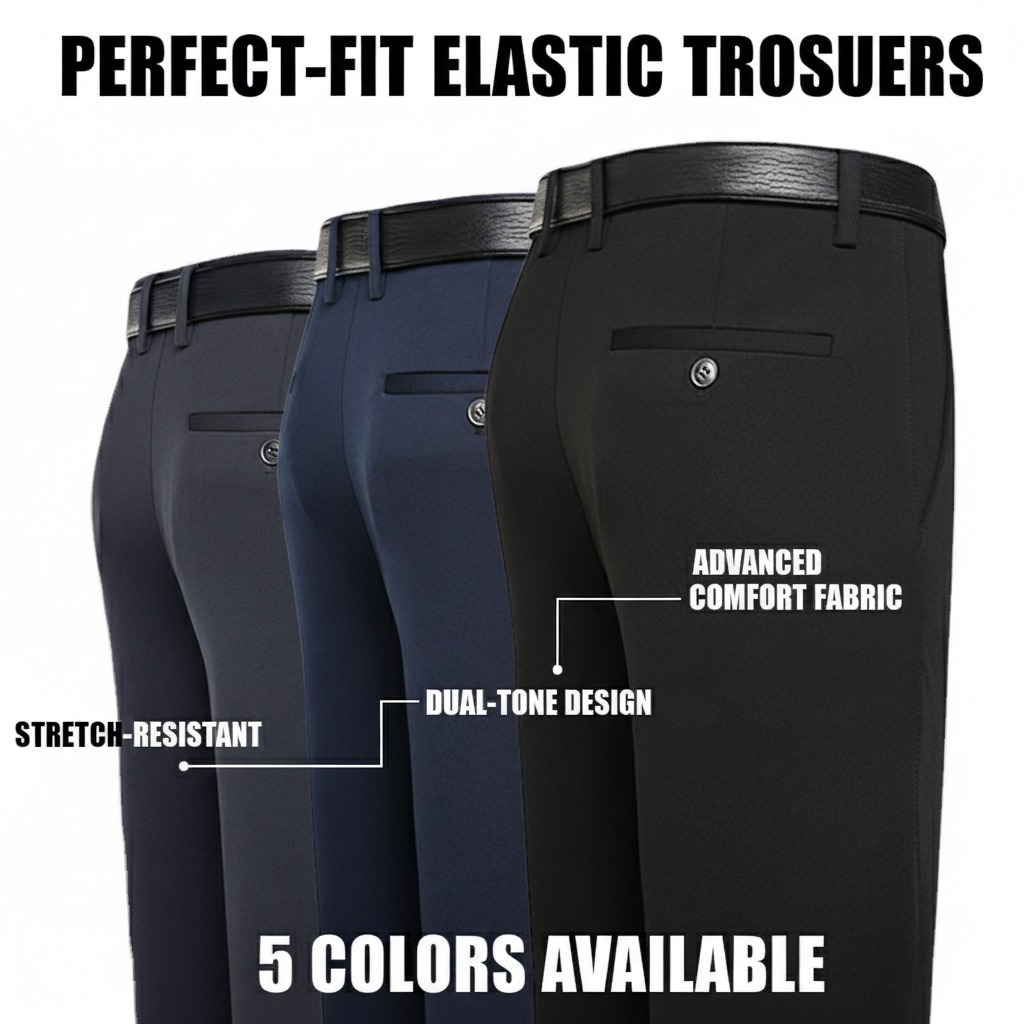 PERFECT-FIT ELASTIC TROSUERS
ADVANCED
COMFORT FABRIC
DUAL-TONE DESIGN
STRETCH-RESISTANT
5 COLORS AVAILABLE